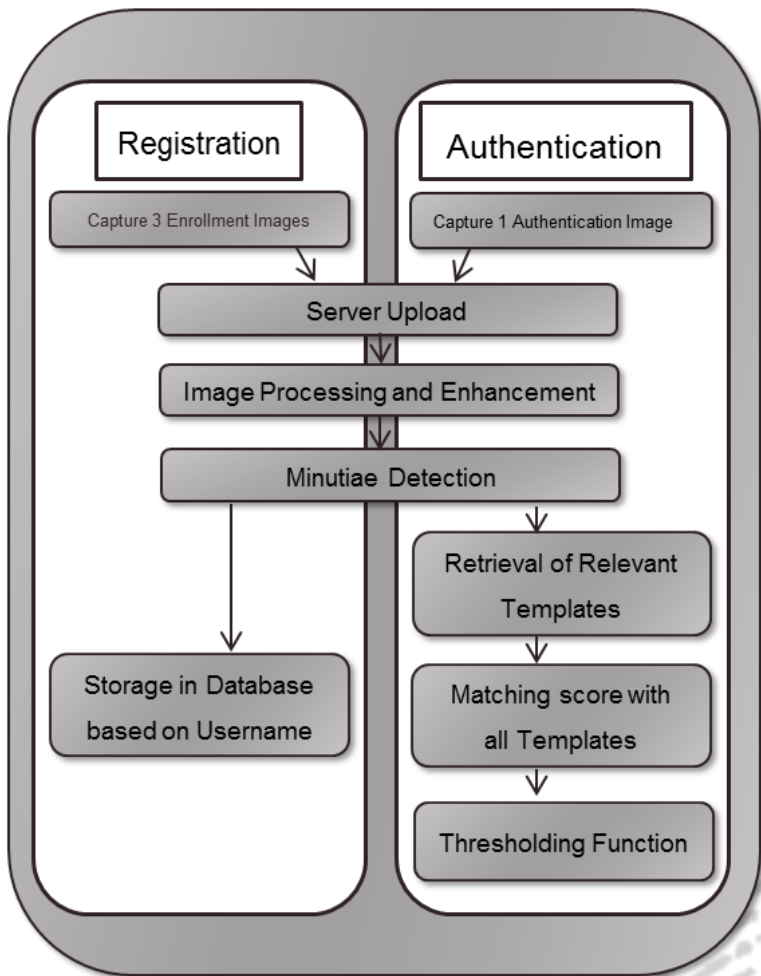 Registration
Authentication
Capture 3 Enrollment Images
Capture 1 Authentication Image
Server Upload
Image Processing and Enhancement
Minutiae Detection
Retrieval of Relevant
Templates
Storage in Database
based on Username
Matching score with
all Templates
Thresholding Function